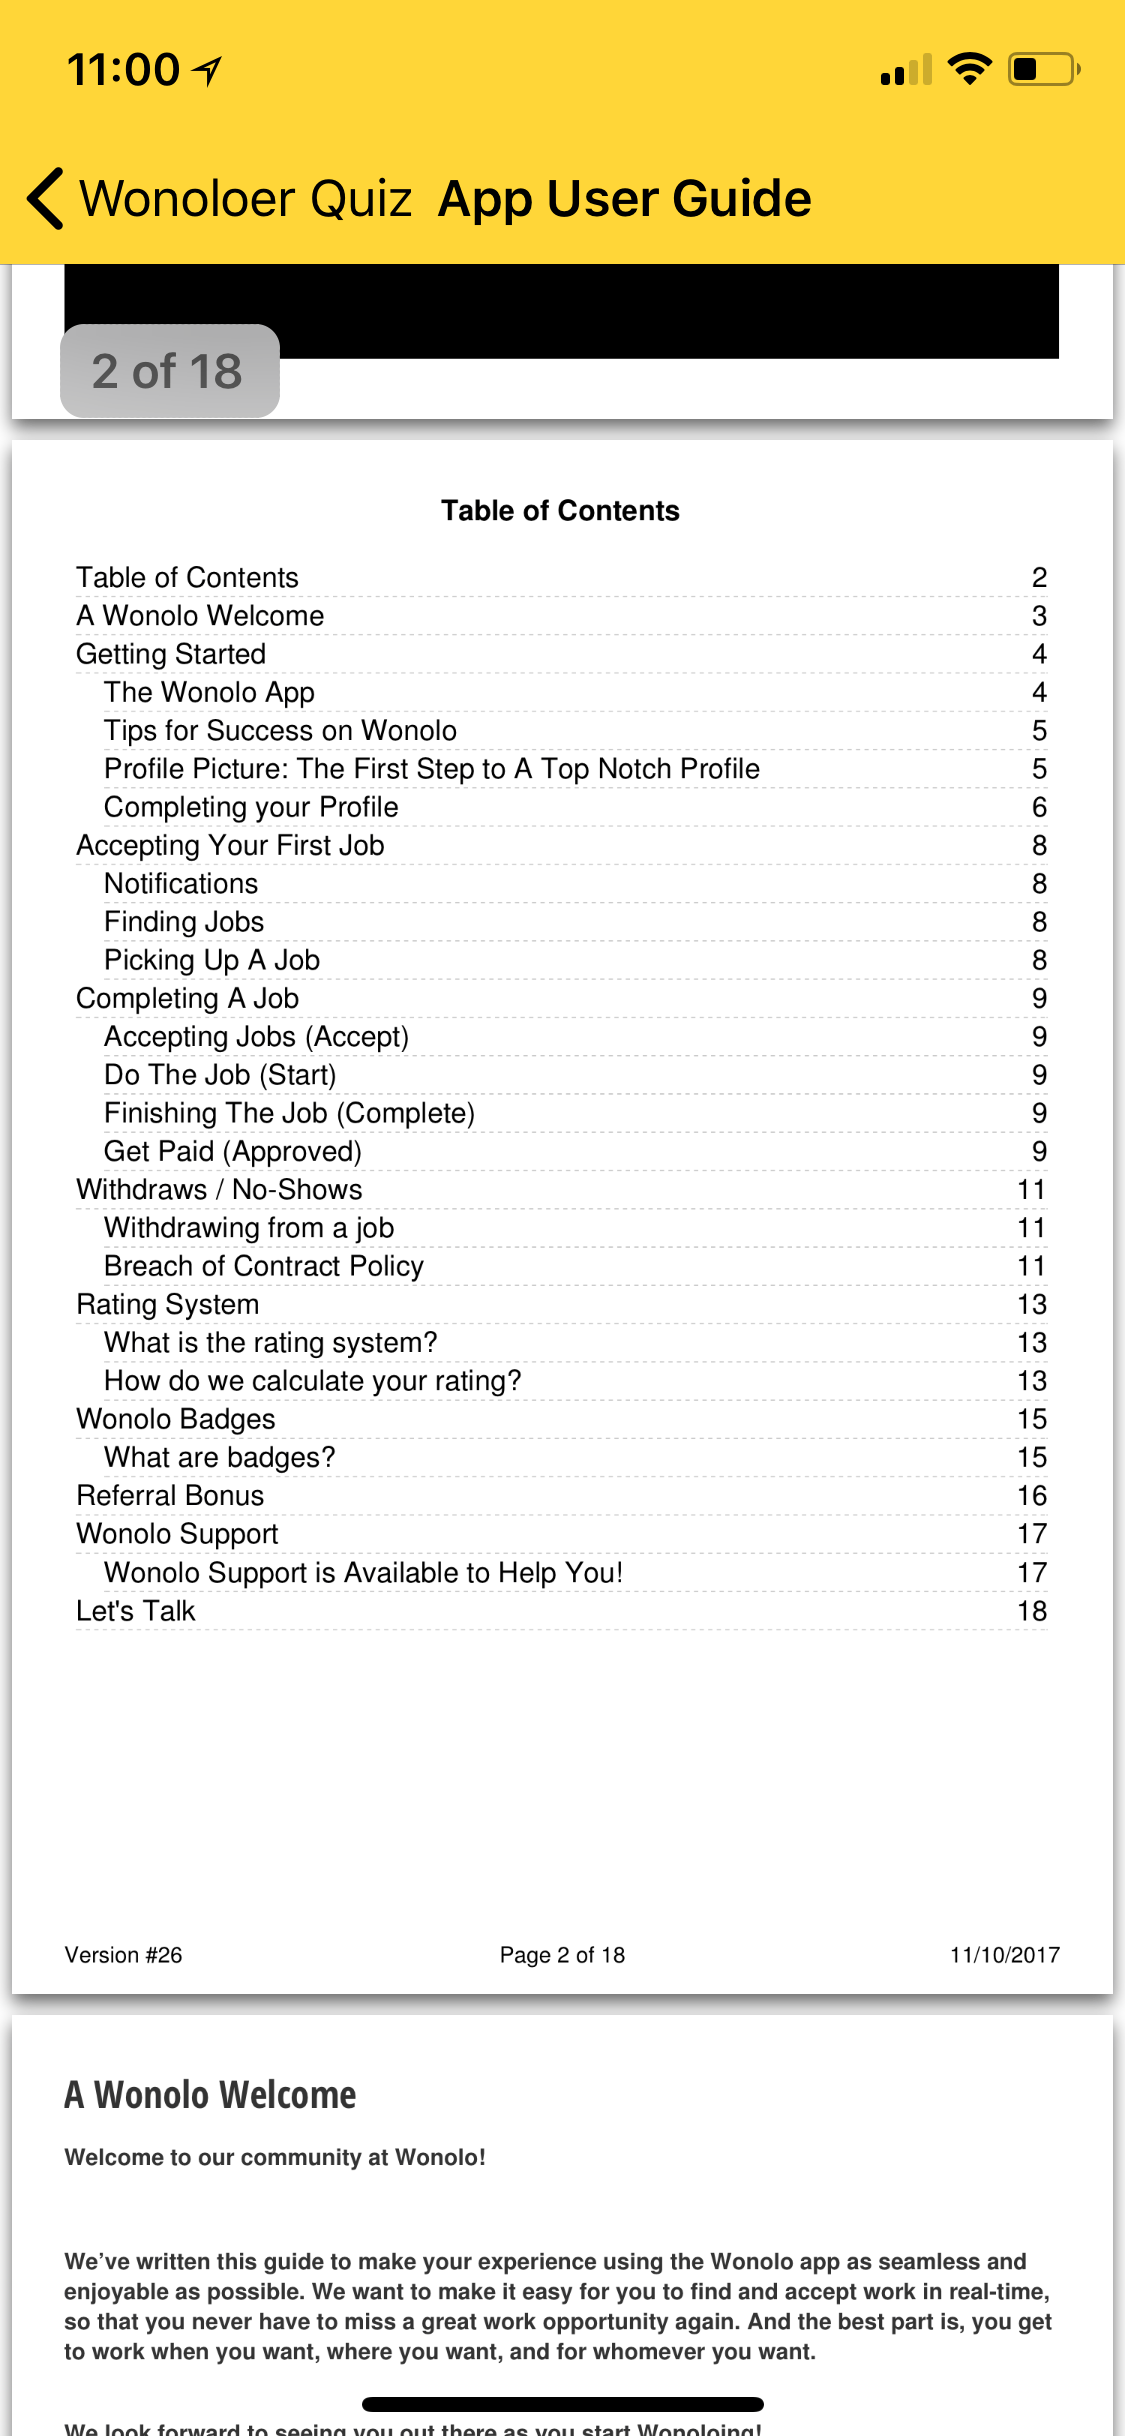 11:00
Wonoloer Quiz App User Guide
2 of 18
Table of Contents
Table of Contents 2
A Wonolo Welcome 3
Getting Started 4
The Wonolo App 4
Tips for Success on Wonolo 5
Profile Picture: The First Step to A Top Notch Profile 5
Completing your Profile 6
Accepting Your First Job 8
Notifications 8
Finding Jobs 8
Picking Up A Job 8
Completing A Job 9
Accepting Jobs (Accept) 9
Do The Job (Start) 9
Finishing The Job (Complete) 9
Get Paid (Approved) 9
Withdraws / No-Shows 11
Withdrawing from a job 11
Breach of Contract Policy 11
Rating System 13
What is the rating system? 13
How do we calculate your rating? 13
Wonolo Badges 15
What are badges? 15
Referral Bonus 16
Wonolo Support 17
Wonolo Support is Available to Help You! 17
Let's Talk 18
Version #26 Page 2 of 18 11/10/2017
A Wonolo Welcome
Welcome to our community at Wonolo!
We’ve written this guide to make your experience using the Wonolo app as seamless and
enjoyable as possible. We want to make it easy for you to find and accept work in real-time,
so that you never have to miss a great work opportunity again. And the best part is, you get
to work when you want, where you want, and for whomever you want.
We look forward to seeing you out there as you start Wonoloing!